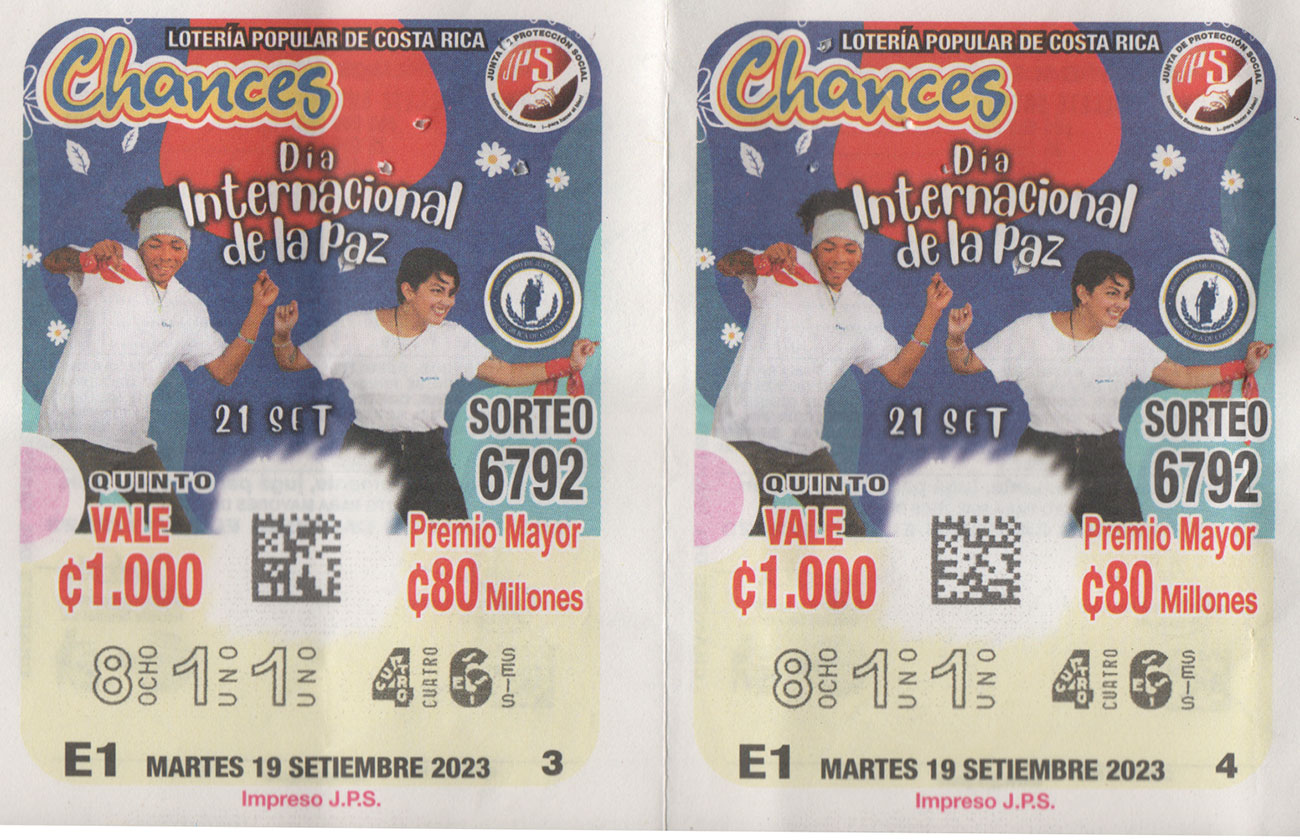 LOTERÍA POPULAR DE COSTA RICA
Chances
JUNTA DE PROTECCIÓN SOCIAL
JPS
Día
Internacional
de la Paz
21 SET
SORTEO
6792
QUINTO
VALE
₡1.000
Premio Mayor
₡80 Millones
8 OCHO 1 UNO 1 UNO 4 CUATRO 6 SEIS
E1 MARTES 19 SETIEMBRE 2023 3
Impreso J.P.S.
LOTERÍA POPULAR DE COSTA RICA
Chances
JUNTA DE PROTECCIÓN SOCIAL
JPS
Día
Internacional
de la Paz
21 SET
SORTEO
6792
QUINTO
VALE
₡1.000
Premio Mayor
₡80 Millones
8 OCHO 1 UNO 1 UNO 4 CUATRO 6 SEIS
E1 MARTES 19 SETIEMBRE 2023 4
Impreso J.P.S.